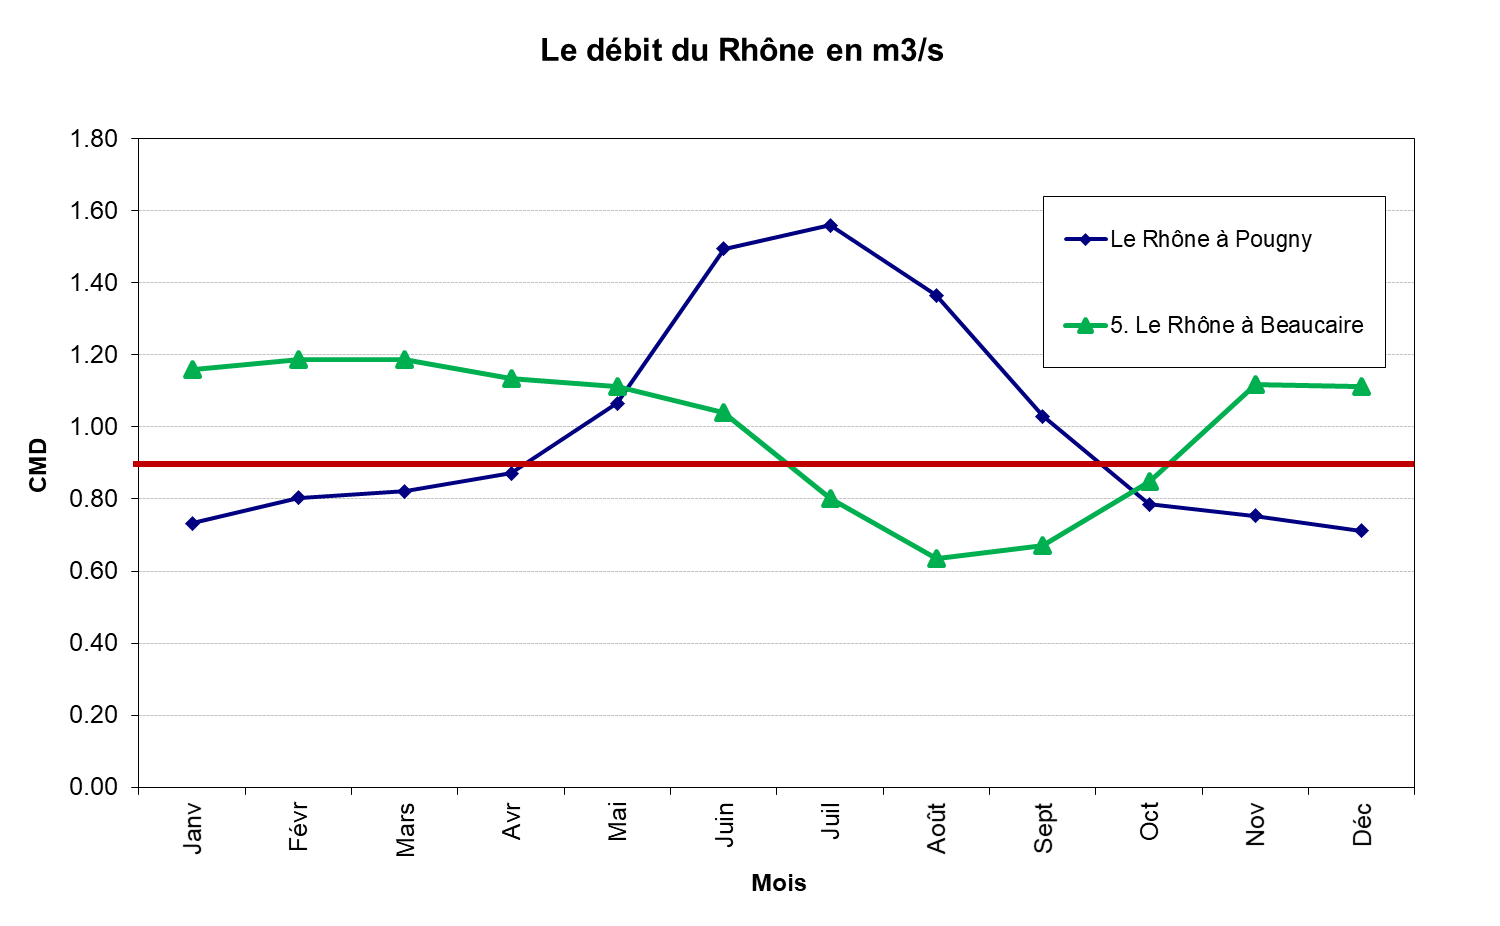 Le débit du Rhône en m3/s
1.80
1.60
1.40
1.20
1.00
0.80
0.60
0.40
0.20
0.00
CMD
Le Rhône à Pougny
5. Le Rhône à Beaucaire
Janv
Févr
Mars
Avr
Mai
Juin
Juil
Août
Sept
Oct
Nov
Déc
Mois